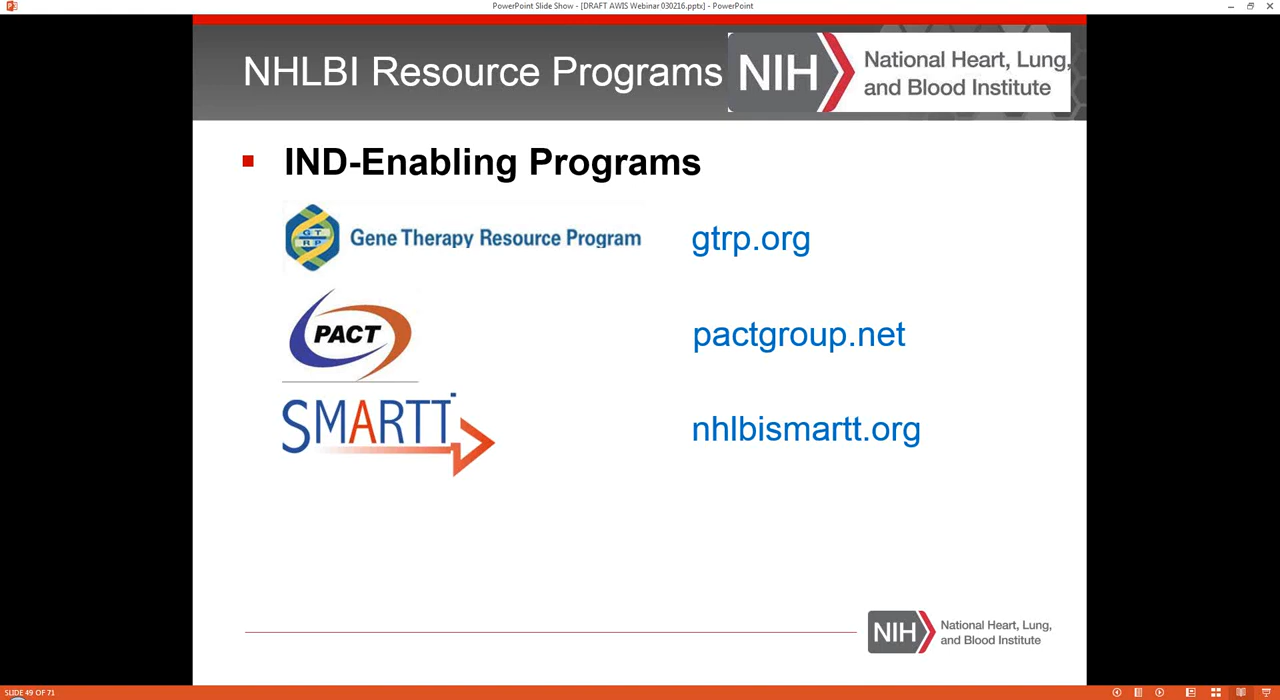 PowerPoint Slide Show - [DRAFT AWIS Webinar 030216.pptx] - PowerPoint
NHLBI Resource Programs
NIH
National Heart, Lung,
and Blood Institute
IND-Enabling Programs
GT
RP
Gene Therapy Resource Program
gtrp.org
PACT
pactgroup.net
SMARTT
nhlbismartt.org
NIH
National Heart, Lung,
and Blood Institute
SLIDE 49 OF 71